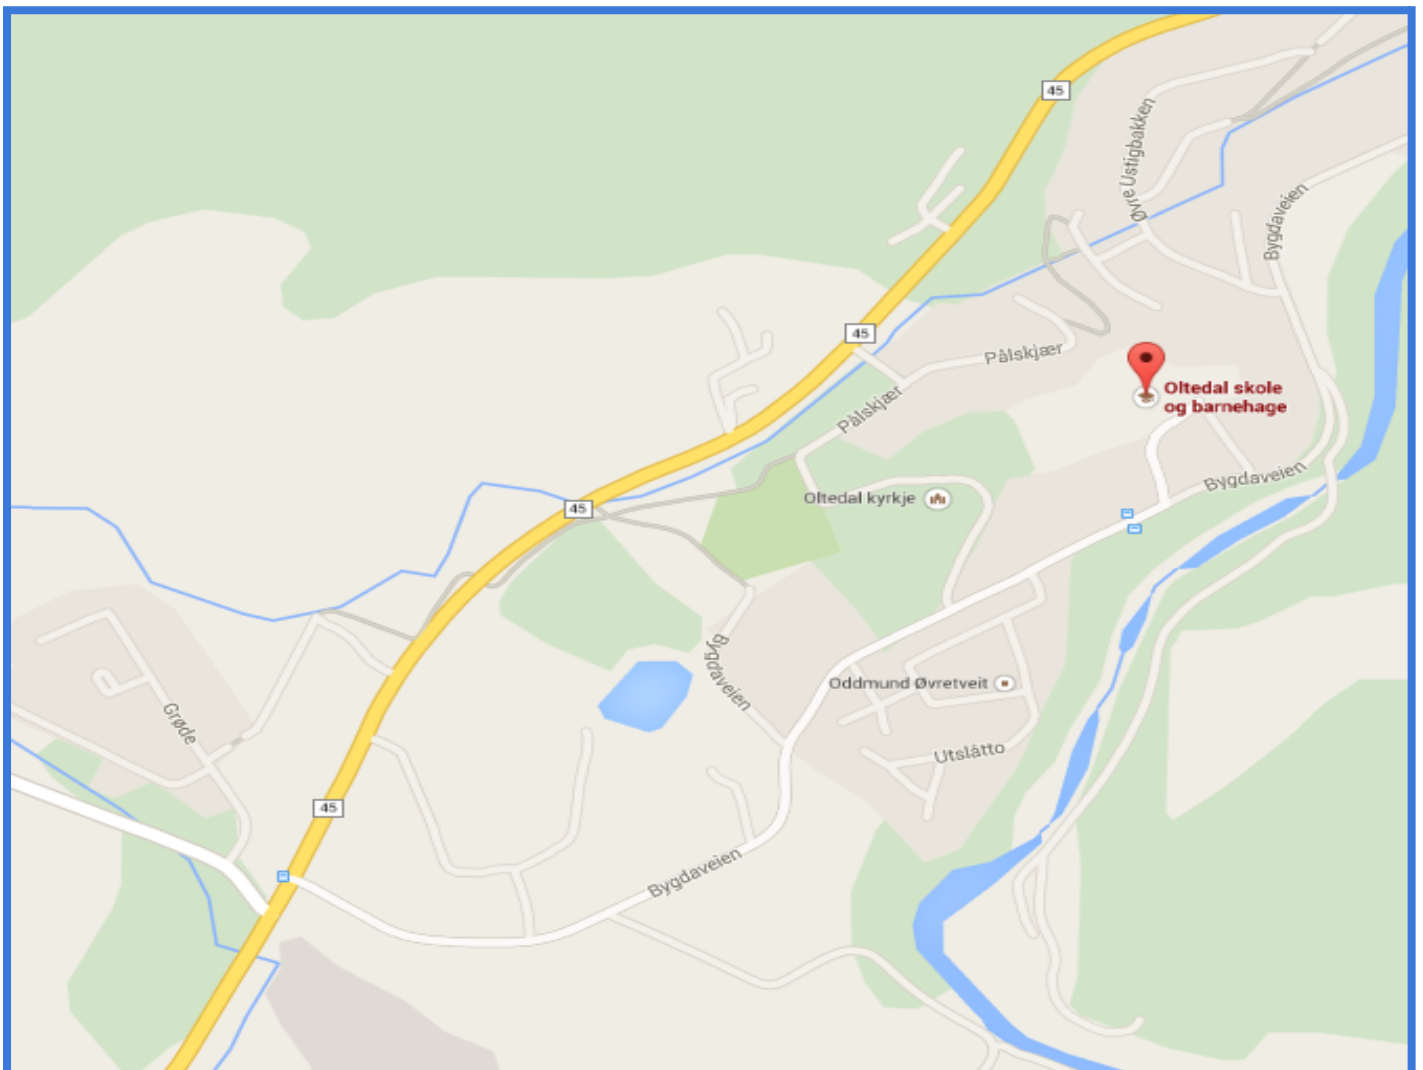 45
Øvre Ustigbakken
Bygdaveien
45
Pålskjær
Oltedal skole
og barnehage
Pålskjær
Bygdaveien
Oltedal kyrkje
45
Bygdaveien
Oddmund Øvretveit
Grøde
Utslåtto
45
Bygdaveien